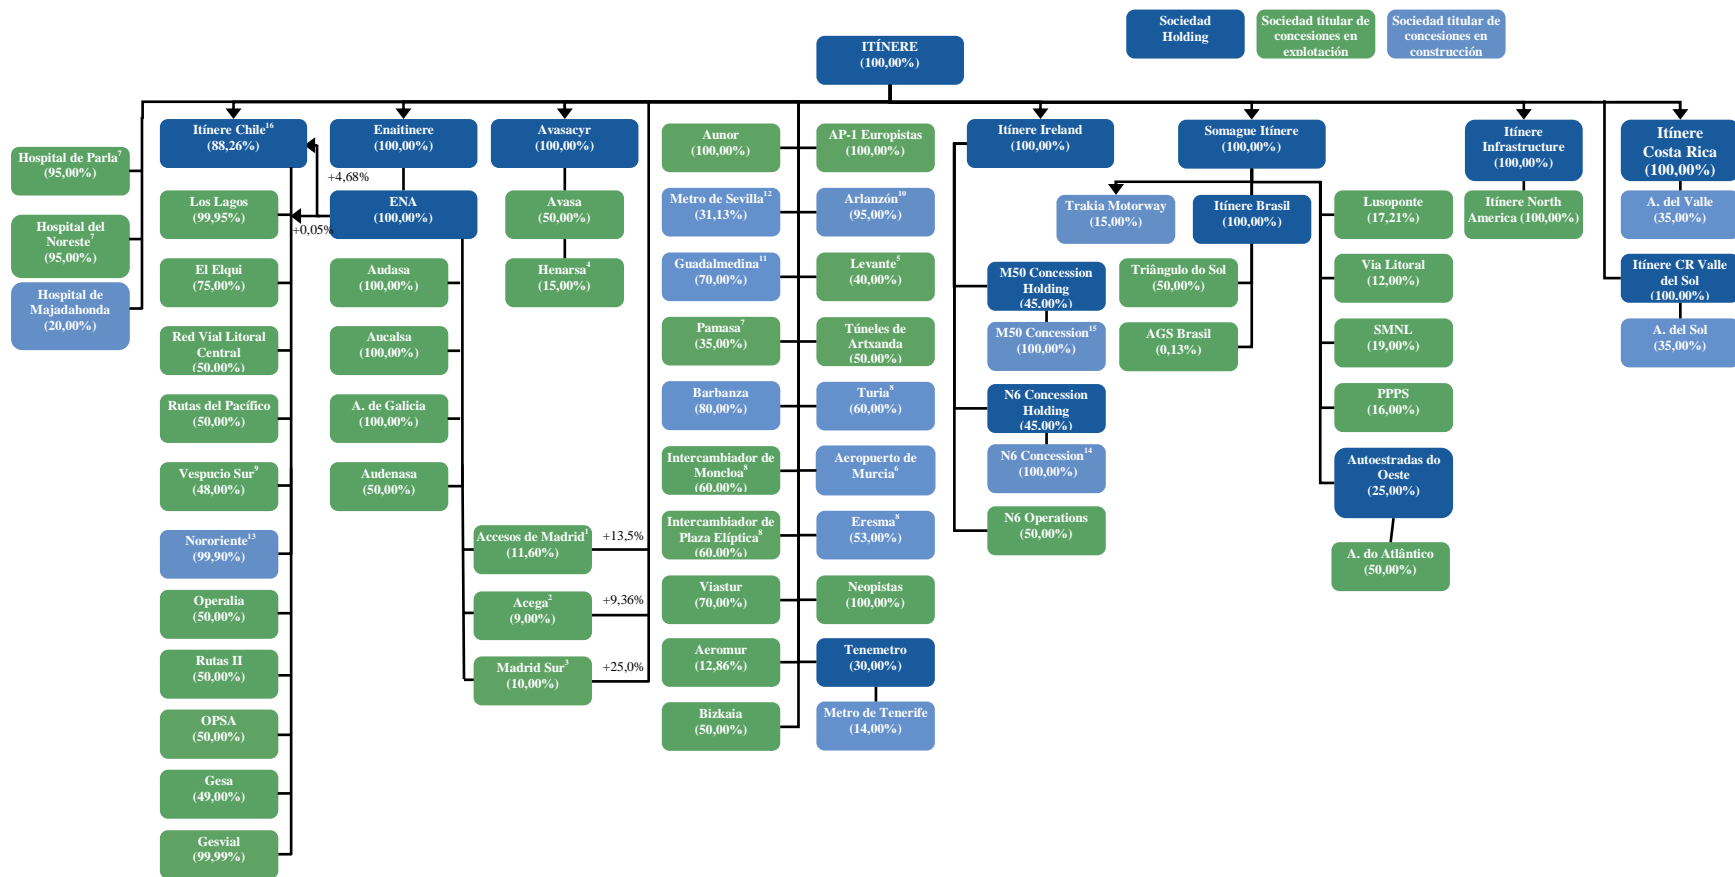 Sociedad
Holding
Sociedad titular de
concesiones en
explotación
Sociedad titular de
concesiones en
construcción
ITÍNERE
(100,00%)
Itínere Chile16
(88,26%)
Enaitinere
(100,00%)
Avasacyr
(100,00%)
Aunor
(100,00%)
AP-1 Europistas
(100,00%)
Itínere Ireland
(100,00%)
Somague Itínere
(100,00%)
Itínere
Infrastructure
(100,00%)
Itínere
Costa Rica
(100,00%)
Hospital de Parla7
(95,00%)
Hospital del
Noreste7
(95,00%)
Hospital de
Majadahonda
(20,00%)
+4,68%
+0,05%
Los Lagos
(99,95%)
El Elqui
(75,00%)
Red Vial Litoral
Central
(50.00%)
Rutas del Pacífico
(50,00%)
Vespucio Sur9
(48,00%)
Nororiente13
(99,90%)
Operalia
(50,00%)
Rutas II
(50,00%)
OPSA
(50,00%)
Gesa
(49,00%)
Gesvial
(99,99%)
ENA
(100,00%)
Audasa
(100,00%)
Aucalsa
(100,00%)
A. de Galicia
(100,00%)
Audenasa
(50,00%)
Avasa
(50,00%)
Henarsa4
(15,00%)
Accesos de Madrid1
(11,60%)
+13,5%
Acega2
(9,00%)
+9,36%
Madrid Sur3
(10,00%)
+25,0%
Metro de Sevilla12
(31,13%)
Arlanzón10
(95,00%)
Guadalmedina11
(70,00%)
Levante5
(40,00%)
Pamasa7
(35,00%)
Túneles de
Artxanda
(50.00%)
Barbanza
(80,00%)
Turia8
(60,00%)
Intercambiador de
Moncloa8
(60.00%)
Aeropuerto de
Murcia6
Intercambiador de
Plaza Elíptica8
(60.00%)
Eresma8
(53,00%)
Viastur
(70,00%)
Neopistas
(100,00%)
Aeromur
(12,86%)
Tenemetro
(30,00%)
Bizkaia
(50,00%)
Metro de Tenerife
(14,00%)
M50 Concession
Holding
(45.00%)
M50 Concession15
(100,00%)
N6 Concession
Holding
(45.00%)
N6 Concession14
(100,00%)
N6 Operations
(50,00%)
Trakia Motorway
(15,00%)
Itínere Brasil
(100,00%)
Triângulo do Sol
(50,00%)
AGS Brasil
(0,13%)
Lusoponte
(17,21%)
Via Litoral
(12,00%)
SMNL
(19,00%)
PPPS
(16,00%)
Autoestradas do
Oeste
(25,00%)
A. do Atlântico
(50,00%)
Itínere North
America (100,00%)
A. del Valle
(35,00%)
Itínere CR Valle
del Sol
(100.00%)
A. del Sol
(35,00%)